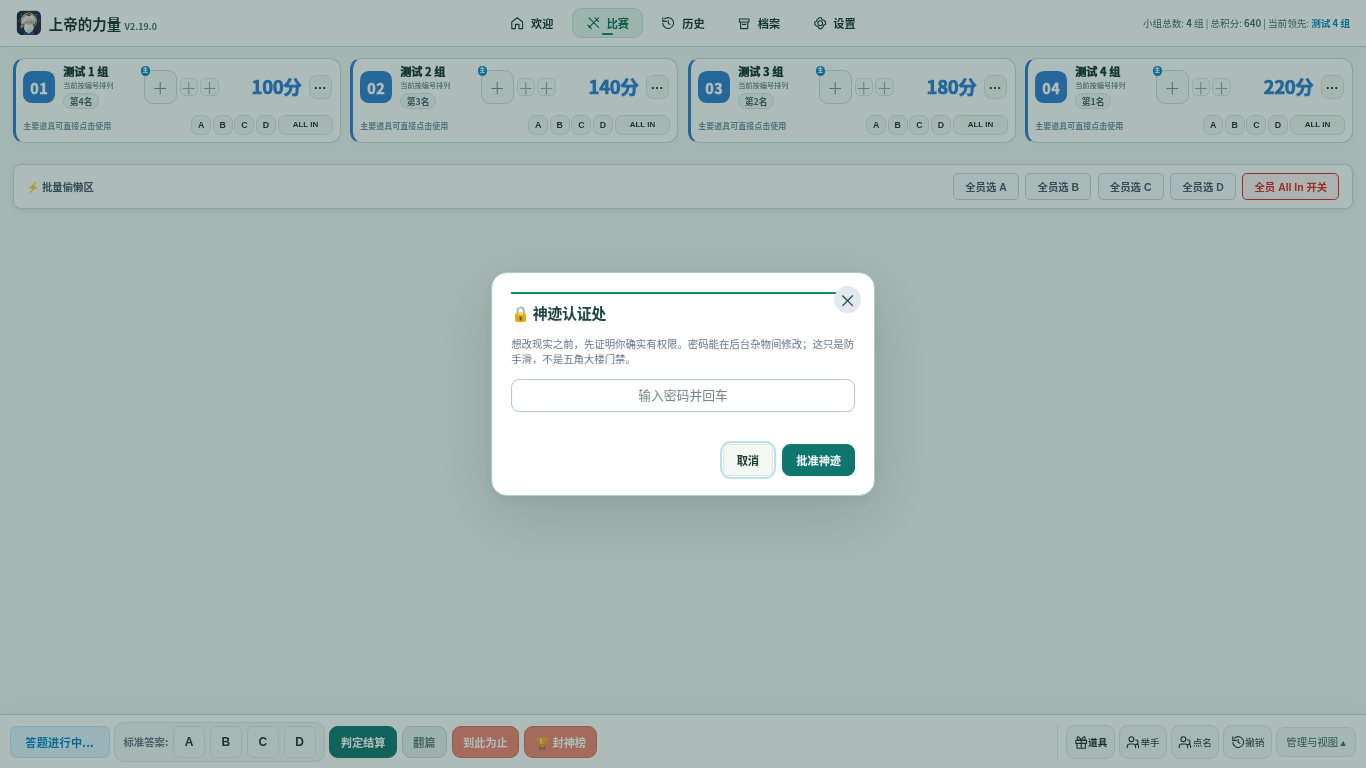 上帝的力量 V2.19.0
欢迎
比赛
历史
档案
设置
小组总数: 4 组 | 总积分: 640 | 当前领先: 测试 4 组
01
测试 1 组
当前按编号排列
第4名
主
100分
...
主要道具可直接点击使用
A B C D ALL IN
02
测试 2 组
当前按编号排列
第3名
主
140分
...
主要道具可直接点击使用
A B C D ALL IN
03
测试 3 组
当前按编号排列
第2名
主
180分
...
主要道具可直接点击使用
A B C D ALL IN
04
测试 4 组
当前按编号排列
第1名
主
220分
...
主要道具可直接点击使用
A B C D ALL IN
⚡ 批量偷懒区
全员选 A
全员选 B
全员选 C
全员选 D
全员 All In 开关
🔒 神迹认证处
想改现实之前，先证明你确实有权限。密码能在后台杂物间修改；这只是防
手滑，不是五角大楼门禁。
输入密码并回车
取消
批准神迹
答题进行中...
标准答案: A B C D
判定结算
翻篇
到此为止
🏆 封神榜
道具
举手
点名
撤销
管理与视图 ▴